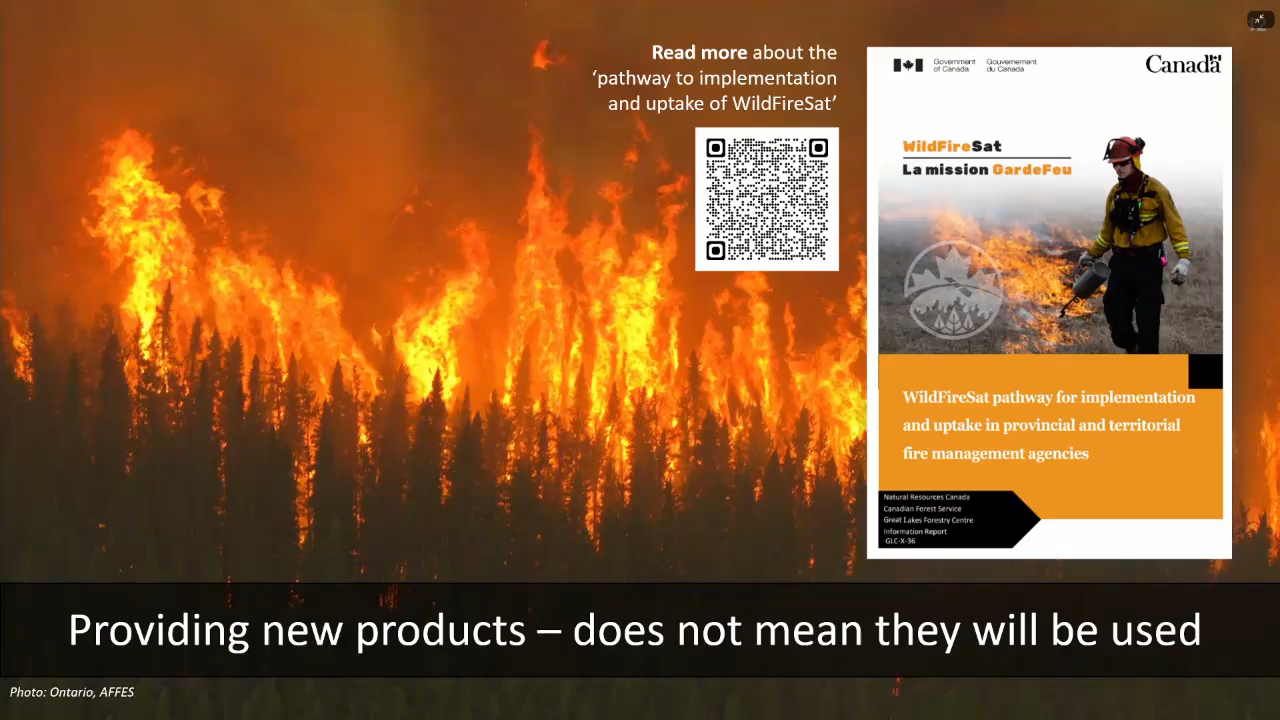 Read more about the
‘pathway to implementation
and uptake of WildFireSat’
Government of Canada
Gouvernement du Canada
Canada
WildFireSat
La mission GardeFeu
WildFireSat pathway for implementation
and uptake in provincial and territorial
fire management agencies
Natural Resources Canada
Canadian Forest Service
Great Lakes Forestry Centre
Information Report
GLC-X-36
Providing new products – does not mean they will be used
Photo: Ontario, AFFES